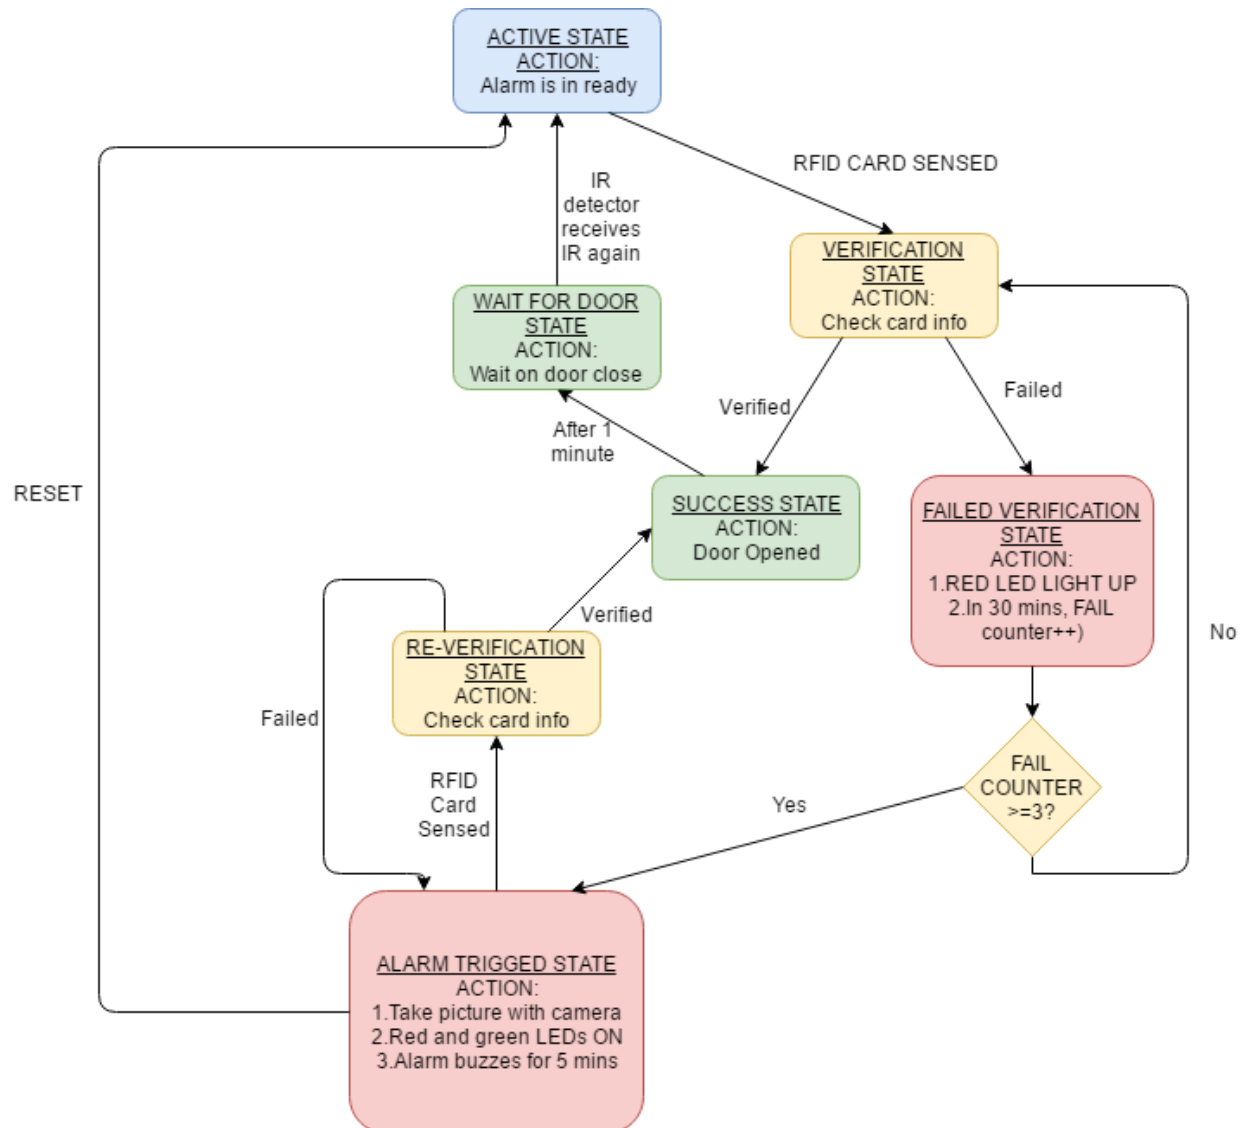 ACTIVE STATE
ACTION:
Alarm is in ready
RFID CARD SENSED
IR
detector
receives
IR again
VERIFICATION
STATE
ACTION:
Check card info
WAIT FOR DOOR
STATE
ACTION:
Wait on door close
Verified
Failed
After 1
minute
RESET
SUCCESS STATE
ACTION:
Door Opened
FAILED VERIFICATION
STATE
ACTION:
1.RED LED LIGHT UP
2.In 30 mins, FAIL
counter++)
Verified
No
RE-VERIFICATION
STATE
ACTION:
Check card info
Failed
RFID
Card
Sensed
FAIL
COUNTER
>=3?
Yes
ALARM TRIGGED STATE
ACTION:
1.Take picture with camera
2.Red and green LEDs ON
3.Alarm buzzes for 5 mins